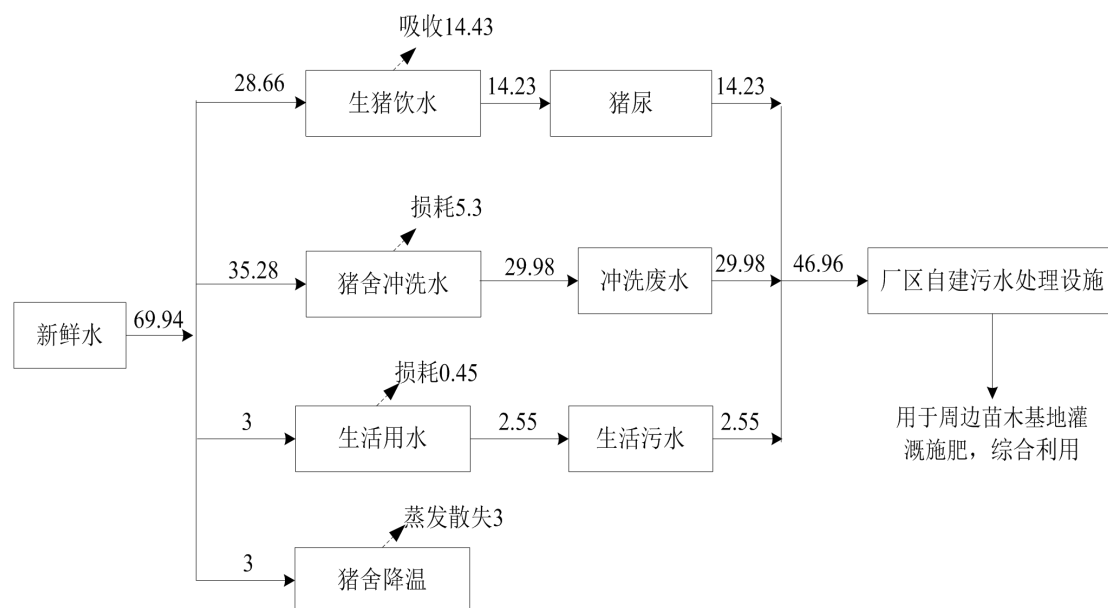 吸收14.43
28.66
生猪饮水
14.23
猪尿
14.23
损耗5.3
35.28
猪舍冲洗水
29.98
冲洗废水
29.98
46.96
厂区自建污水处理设施
新鲜水
69.94
损耗0.45
3
生活用水
2.55
生活污水
2.55
用于周边苗木基地灌
溉施肥，综合利用
蒸发散失3
3
猪舍降温